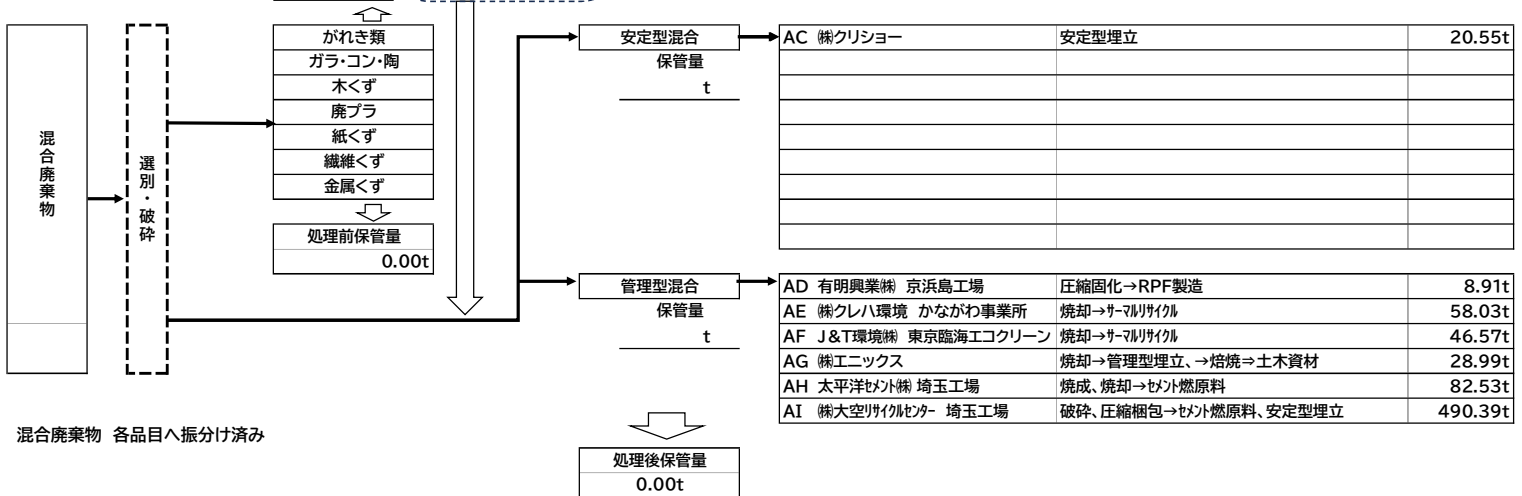 混合廃棄物
選別・破砕
がれき類
ガラ・コン・陶
木くず
廃プラ
紙くず
繊維くず
金属くず
処理前保管量
0.00t
安定型混合
保管量
t
AC ㈱クリショー 安定型埋立 20.55t
管理型混合
保管量
t
AD 有明興業㈱ 京浜島工場 圧縮固化→RPF製造 8.91t
AE ㈱クレハ環境 かながわ事業所 焼却→ｻｰﾏﾙﾘｻｲｸﾙ 58.03t
AF J&T環境㈱ 東京臨海エコクリーン 焼却→ｻｰﾏﾙﾘｻｲｸﾙ 46.57t
AG ㈱エニックス 焼却→管理型埋立、→焙焼⇒土木資材 28.99t
AH 太平洋ｾﾒﾝﾄ㈱ 埼玉工場 焼成、焼却→ｾﾒﾝﾄ燃原料 82.53t
AI ㈱大空ﾘｻｲｸﾙｾﾝﾀｰ 埼玉工場 破砕、圧縮梱包→ｾﾒﾝﾄ燃原料、安定型埋立 490.39t
混合廃棄物 各品目へ振分け済み
処理後保管量
0.00t